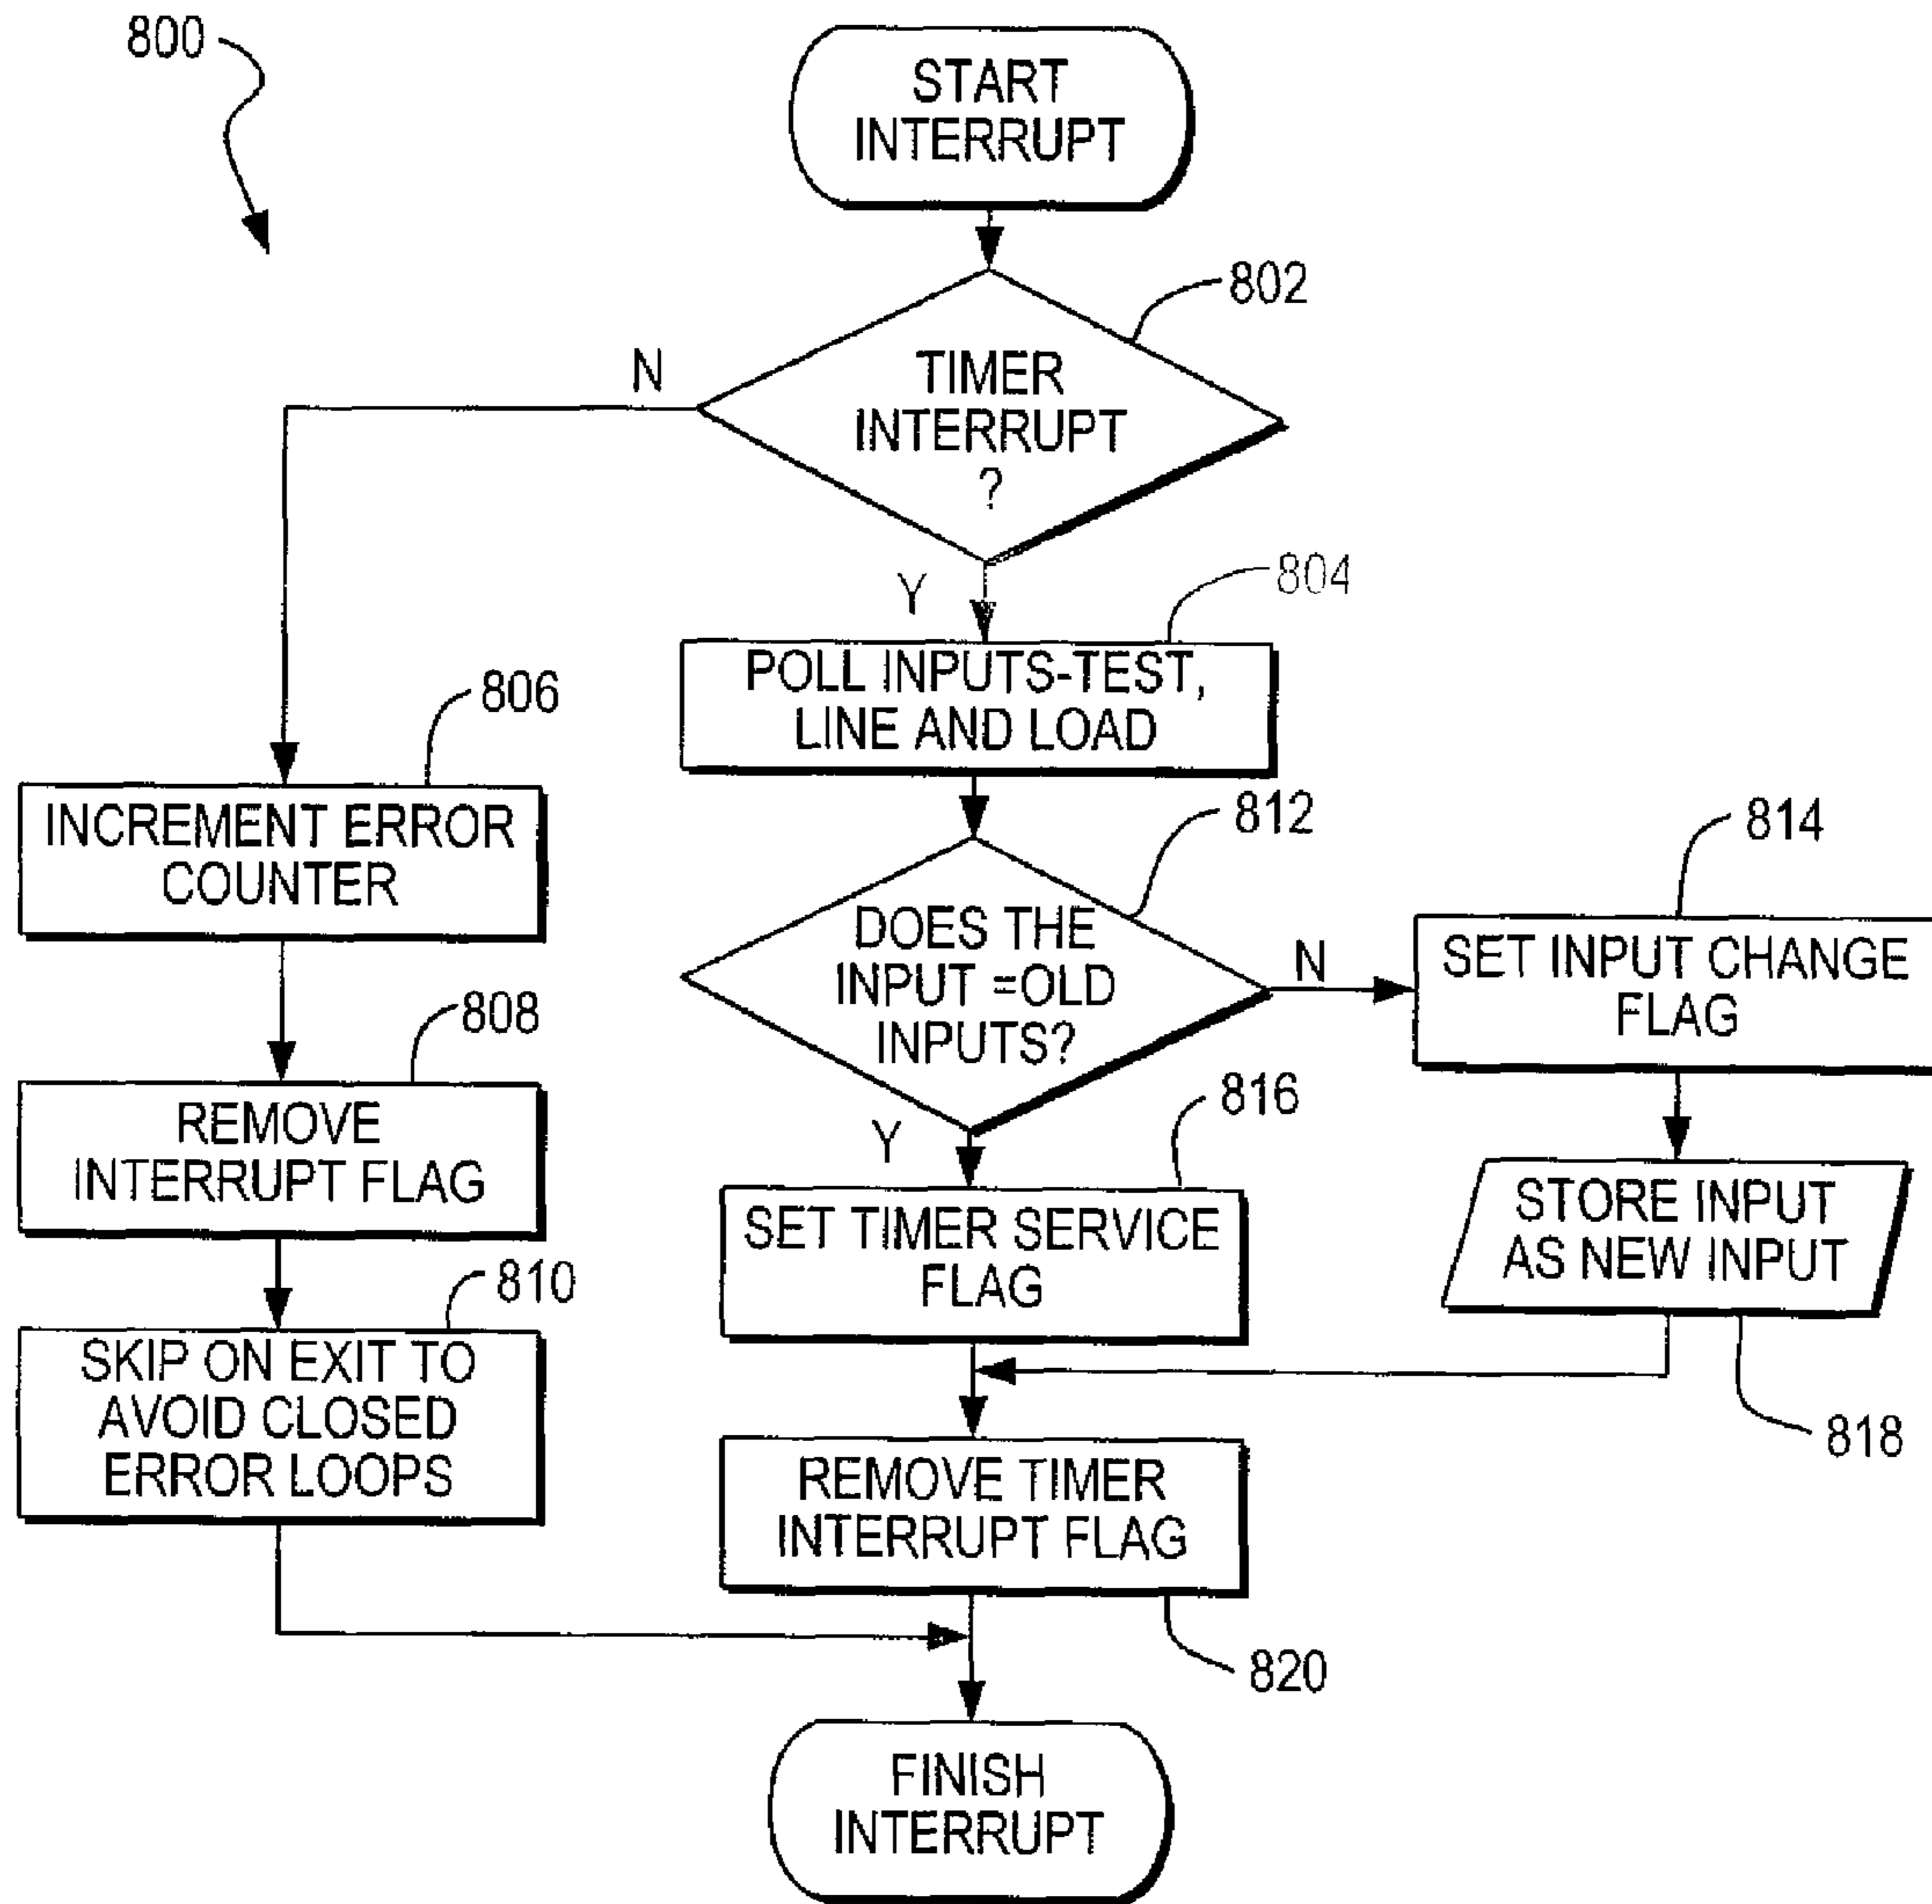 800
START
INTERRUPT
802
TIMER
INTERRUPT
?
N
Y
804
POLL INPUTS-TEST,
LINE AND LOAD
806
INCREMENT ERROR
COUNTER
812
DOES THE
INPUT =OLD
INPUTS?
N
814
SET INPUT CHANGE
FLAG
808
REMOVE
INTERRUPT FLAG
Y
816
SET TIMER SERVICE
FLAG
STORE INPUT
AS NEW INPUT
818
810
SKIP ON EXIT TO
AVOID CLOSED
ERROR LOOPS
REMOVE TIMER
INTERRUPT FLAG
820
FINISH
INTERRUPT